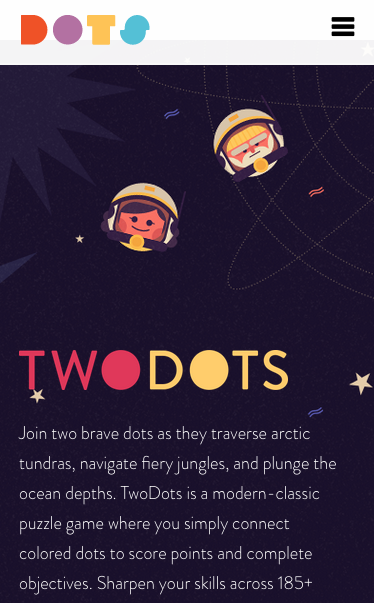 DOTS
TWODOTS
Join two brave dots as they traverse arctic
tundras, navigate fiery jungles, and plunge the
ocean depths. TwoDots is a modern-classic
puzzle game where you simply connect
colored dots to score points and complete
objectives. Sharpen your skills across 185+